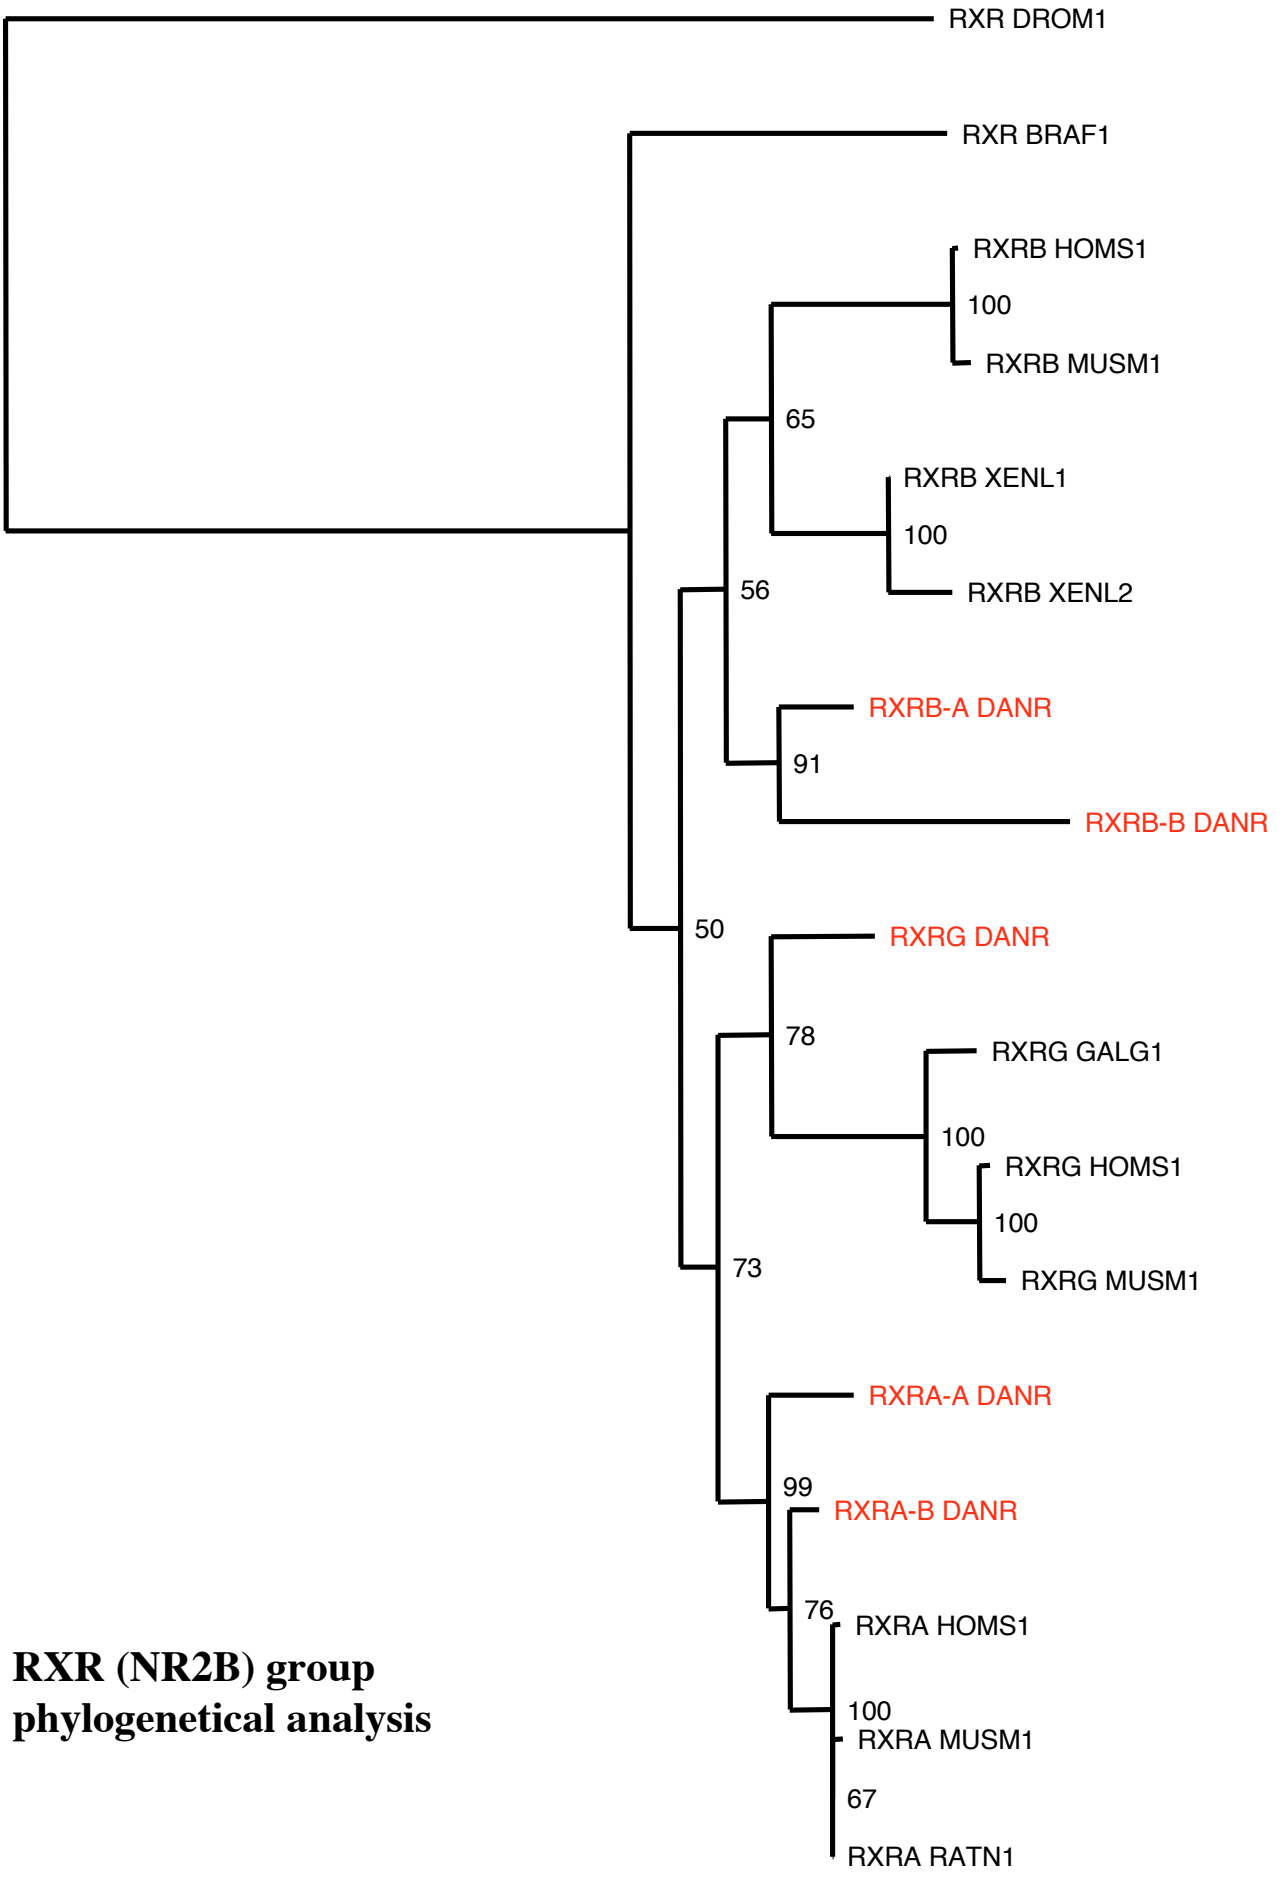 RXR DROM1
RXR BRAF1
RXRB HOMS1
100
RXRB MUSM1
65
RXRB XENL1
100
56
RXRB XENL2
RXRB-A DANR
91
RXRB-B DANR
50
RXRG DANR
78
RXRG GALG1
100
RXRG HOMS1
100
73
RXRG MUSM1
RXRA-A DANR
99
RXRA-B DANR
76
RXRA HOMS1
RXR (NR2B) group
phylogenetical analysis
100
RXRA MUSM1
67
RXRA RATN1